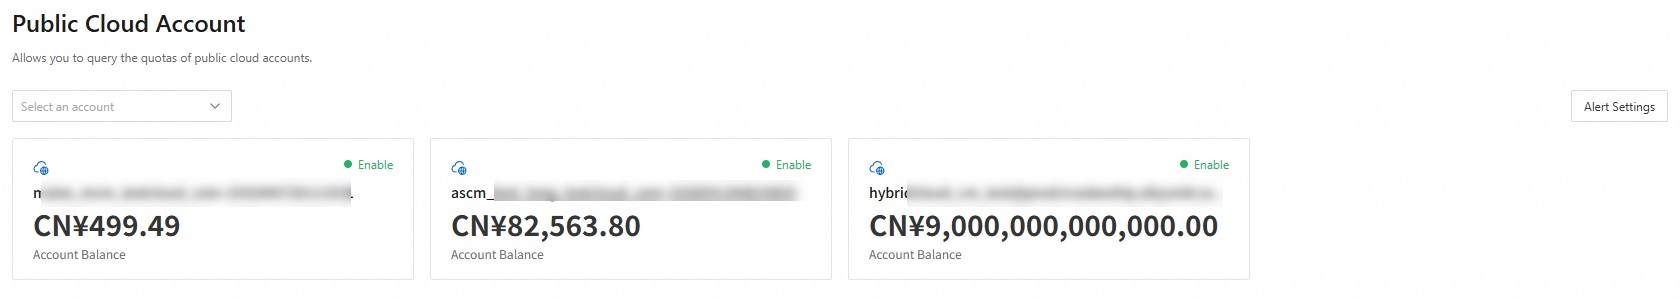 Public Cloud Account
Allows you to query the quotas of public cloud accounts.
Select an account
Alert Settings
Enable
CN¥499.49
Account Balance
Enable
ascm_
CN¥82,563.80
Account Balance
Enable
hybrid
CN¥9,000,000,000,000.00
Account Balance